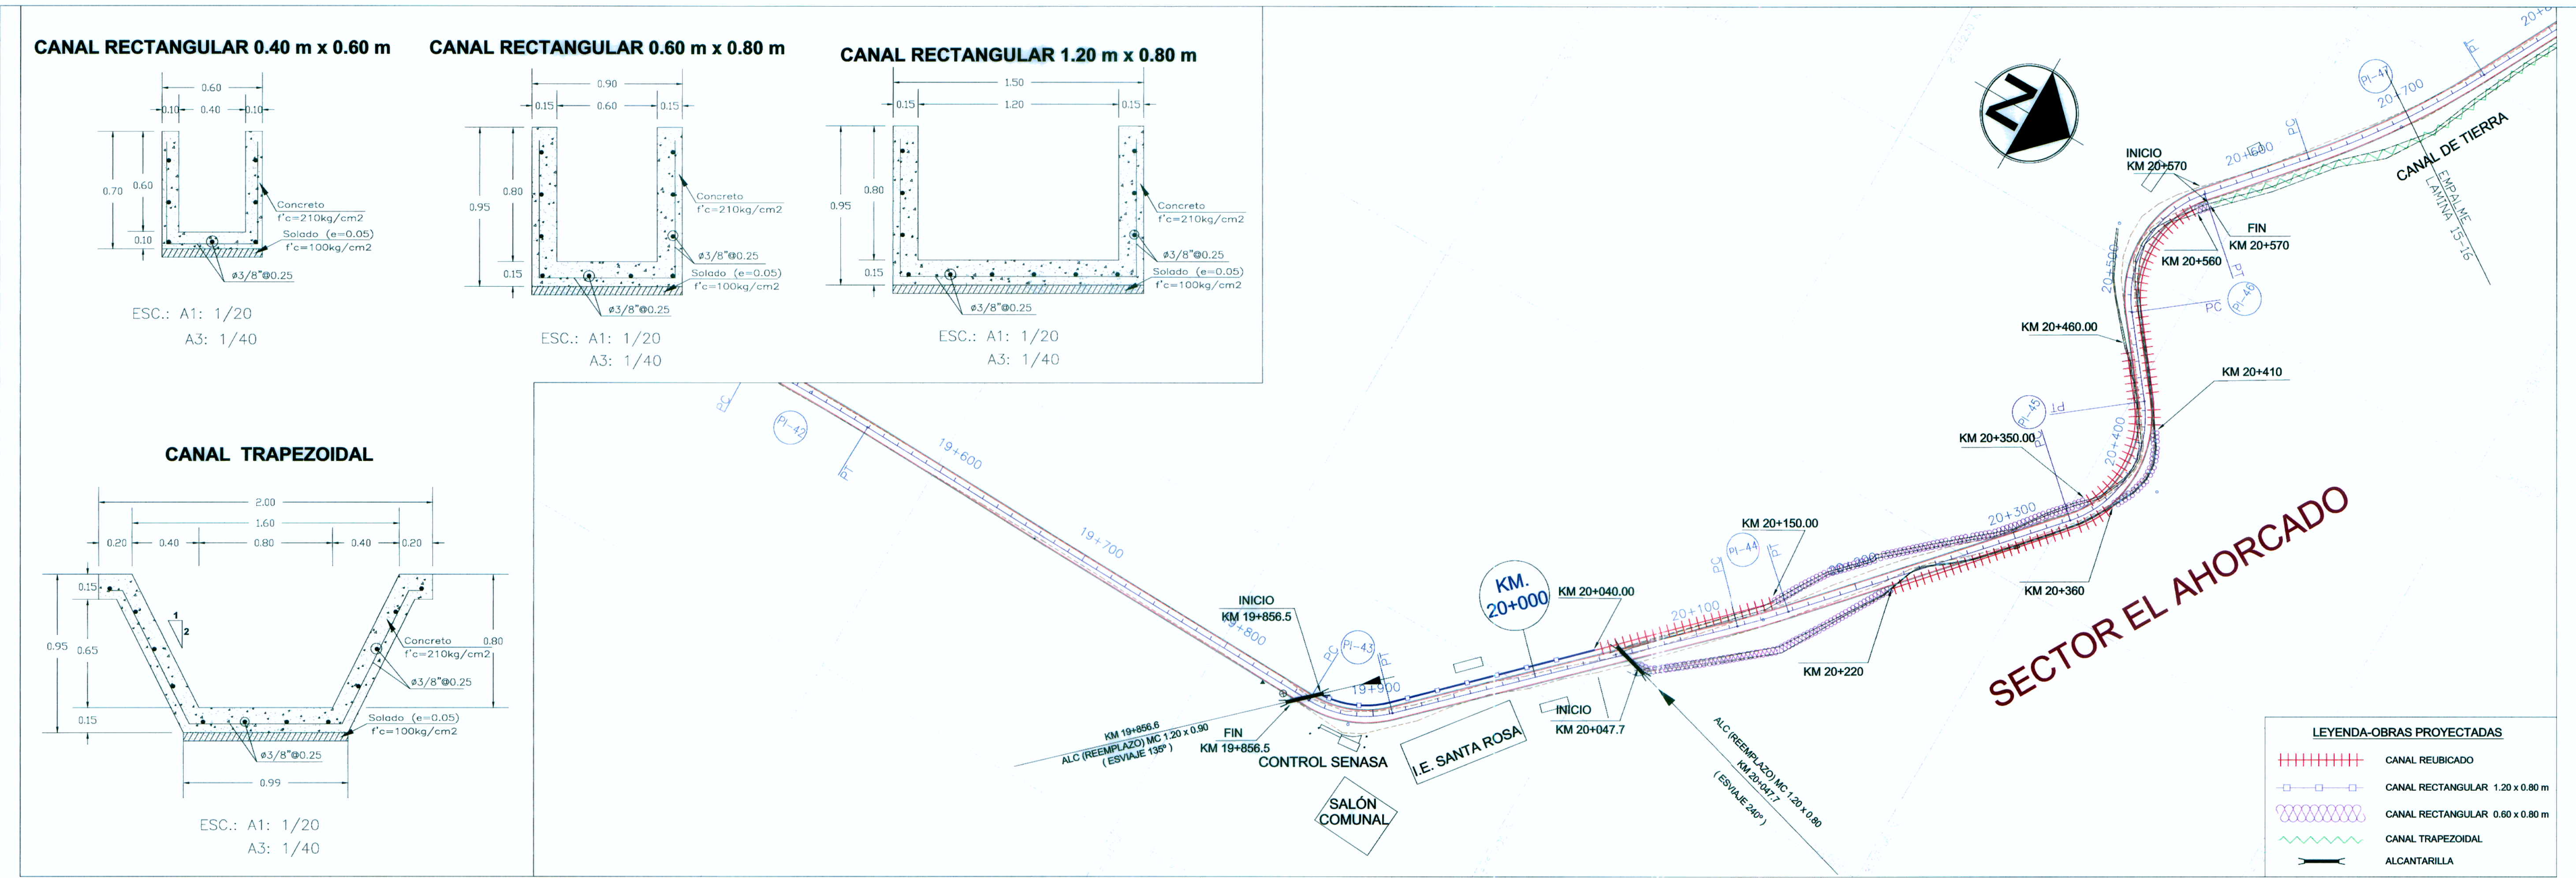 CANAL RECTANGULAR 0.40 m x 0.60 m
0.60
0.10 0.40 0.10
0.70 0.60
0.10
Concreto
f'c=210kg/cm2
Solado (e=0.05)
f'c=100kg/cm2
ø3/8"@0.25
ESC.: A1: 1/20
A3: 1/40
CANAL RECTANGULAR 0.60 m x 0.80 m
0.90
0.15 0.60 0.15
0.80
0.95
0.15
Concreto
f'c=210kg/cm2
ø3/8"@0.25
Solado (e=0.05)
f'c=100kg/cm2
ø3/8"@0.25
ESC.: A1: 1/20
A3: 1/40
CANAL RECTANGULAR 1.20 m x 0.80 m
1.50
0.15 1.20 0.15
0.80
0.95
0.15
Concreto
f'c=210kg/cm2
ø3/8"@0.25
Solado (e=0.05)
f'c=100kg/cm2
ø3/8"@0.25
ESC.: A1: 1/20
A3: 1/40
CANAL TRAPEZOIDAL
2.00
1.60
0.20 0.40 0.80 0.40 0.20
0.15
1
2
0.95 0.65
Concreto
f'c=210kg/cm2
0.80
ø3/8"@0.25
0.15
Solado (e=0.05)
f'c=100kg/cm2
ø3/8"@0.25
0.99
ESC.: A1: 1/20
A3: 1/40
PC
PI-42
PT
19+600
19+700
19+800
INICIO
KM 19+856.5
PC
PI-43
PT
19+900
KM 19+856.6
ALC (REEMPLAZO) MC 1.20 x 0.90
( ESVIAJE 135° )
FIN
KM 19+856.5
CONTROL SENASA
SALÓN
COMUNAL
I.E. SANTA ROSA
KM.
20+000
KM 20+040.00
INICIO
KM 20+047.7
ALC (REEMPLAZO) MC 1.20 x 0.80
KM 20+047.7
( ESVIAJE 240° )
20+100
PC
PI-44
PT
KM 20+150.00
20+200
KM 20+220
20+300
KM 20+350.00
KM 20+360
PC
PI-45
PT
20+400
KM 20+410
KM 20+460.00
20+500
PC
PI-46
PT
KM 20+560
FIN
KM 20+570
INICIO
KM 20+570
20+600
PC
PI-47
20+700
PT
CANAL DE TIERRA
EMPALME
LAMINA 15-16
N
SECTOR EL AHORCADO
LEYENDA-OBRAS PROYECTADAS
CANAL REUBICADO
CANAL RECTANGULAR 1.20 x 0.80 m
CANAL RECTANGULAR 0.60 x 0.80 m
CANAL TRAPEZOIDAL
ALCANTARILLA